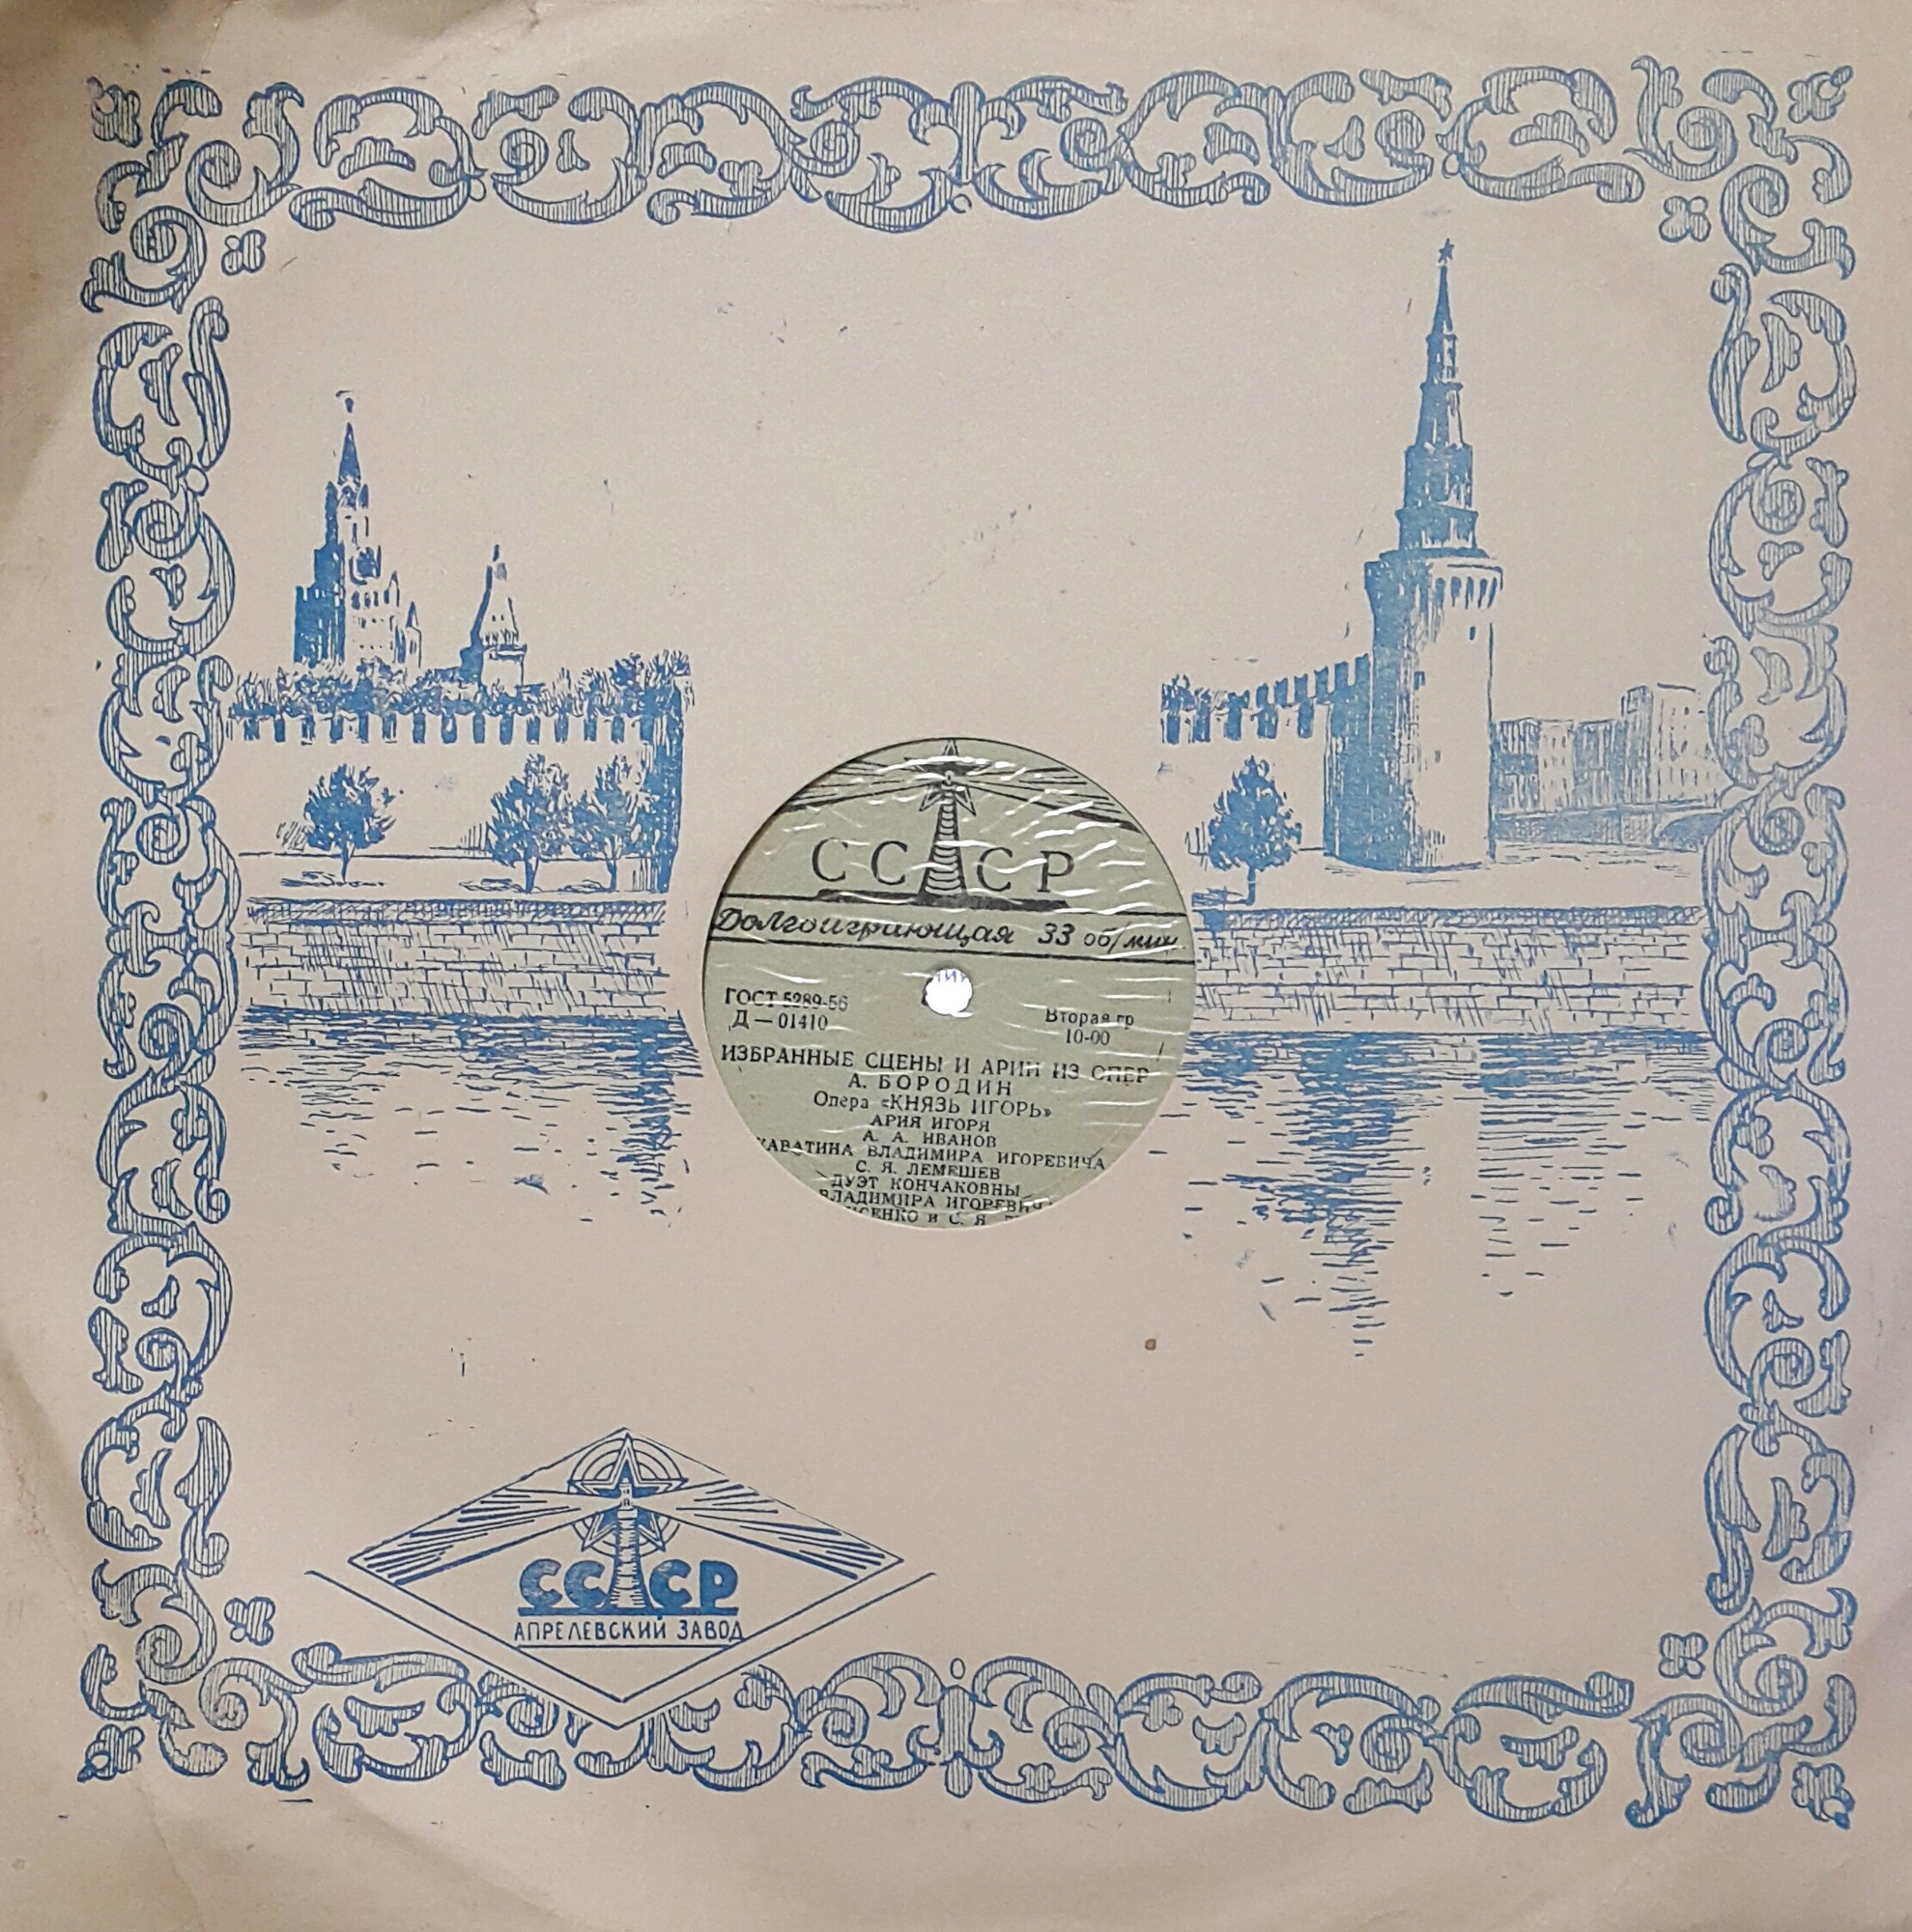 СССР
Долгоиграющая 33 об/мин.
ГОСТ 5289-56
Д — 01410
Вторая гр
10-00
ИЗБРАННЫЕ СЦЕНЫ И АРИИ ИЗ ОПЕР
А. БОРОДИН
Опера «КНЯЗЬ ИГОРЬ»
АРИЯ ИГОРЯ
А. А. ИВАНОВ
КАВАТИНА ВЛАДИМИРА ИГОРЕВИЧА
С. Я. ЛЕМЕШЕВ
ДУЭТ КОНЧАКОВНЫ
ВЛАДИМИРА ИГОРЕВИЧА
и С. Я.
СССР
АПРЕЛЕВСКИЙ ЗАВОД